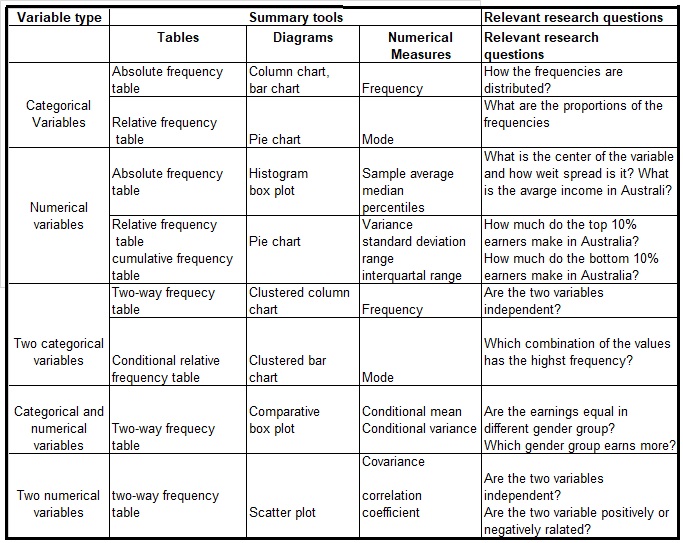 Variable type
Summary tools
Relevant research questions
Tables
Diagrams
Numerical
Measures
Relevant research
questions
Categorical
Variables
Absolute frequency
table
Column chart,
bar chart
Frequency
How the frequencies are
distributed?
Relative frequency
table
Pie chart
Mode
What are the proportions of the
frequencies
Numerical
variables
Absolute frequency
table
Histogram
box plot
Sample average
median
percentiles
What is the center of the variable
and how weit spread is it? What
is the avarge income in Australi?
Relative frequency
table
cumulative frequency
table
Pie chart
Variance
standard deviation
range
interquartal range
How much do the top 10%
earners make in Australia?
How much do the bottom 10%
earners make in Australia?
Two categorical
variables
Two-way frequecy
table
Clustered column
chart
Frequency
Are the two variables
independent?
Conditional relative
frequency table
Clustered bar
chart
Mode
Which combination of the values
has the highst frequency?
Categorical and
numerical
variables
Two-way frequecy
table
Comparative
box plot
Conditional mean
Conditional variance
Are the earnings equal in
different gender group?
Which gender group earns more?
Two numerical
variables
two-way frequency
table
Scatter plot
Covariance
correlation
coefficient
Are the two variables
independent?
Are the two variable positively or
negatively ralated?